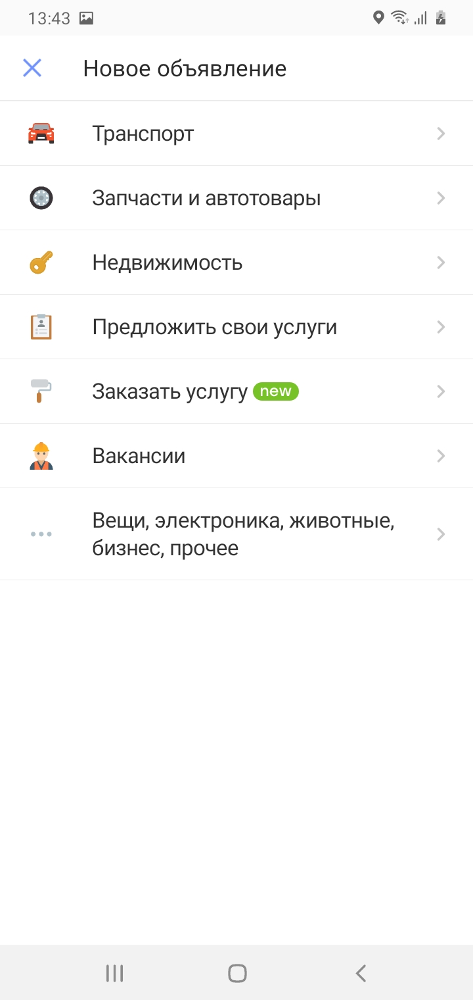 13:43
Новое объявление
Транспорт
Запчасти и автотовары
Недвижимость
Предложить свои услуги
Заказать услугу new
Вакансии
Вещи, электроника, животные,
бизнес, прочее